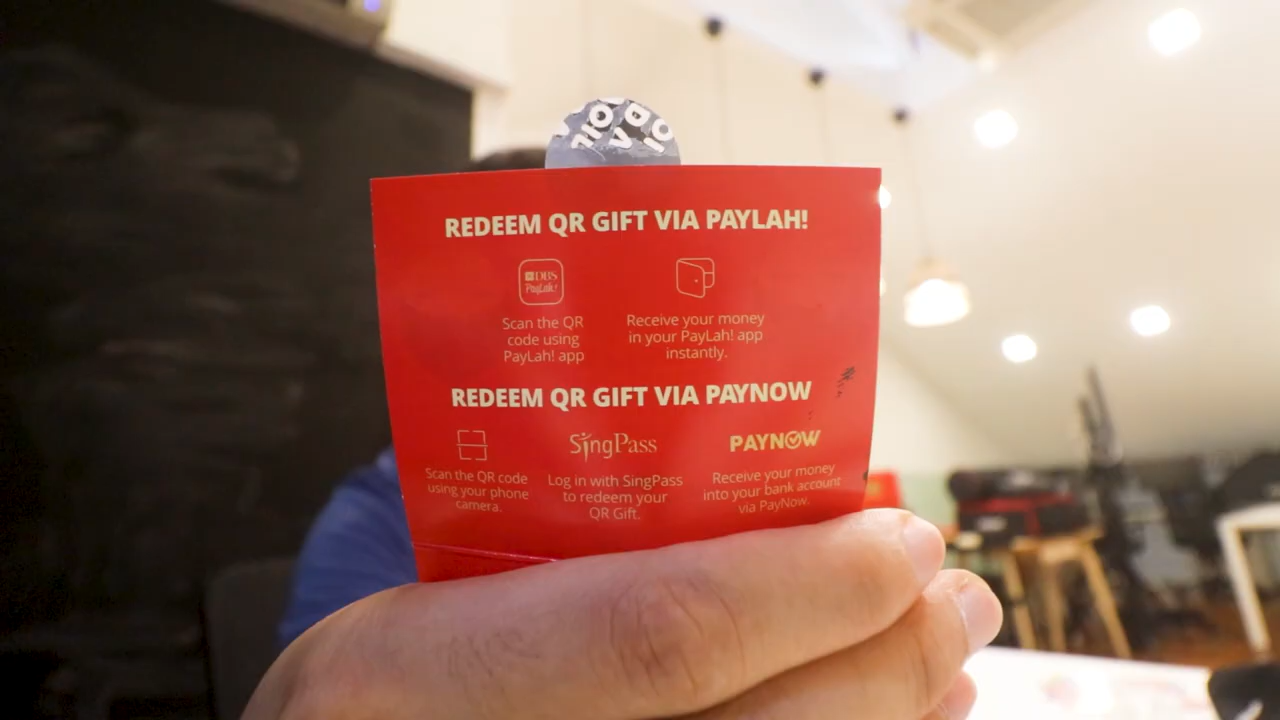 VOID
VOID
REDEEM QR GIFT VIA PAYLAH!
DBS
PayLah!
Scan the QR
code using
PayLah! app
Receive your money
in your PayLah! app
instantly.
REDEEM QR GIFT VIA PAYNOW
Scan the QR code
using your phone
camera.
SingPass
Log in with SingPass
to redeem your
QR Gift.
PAYNOW
Receive your money
into your bank account
via PayNow.